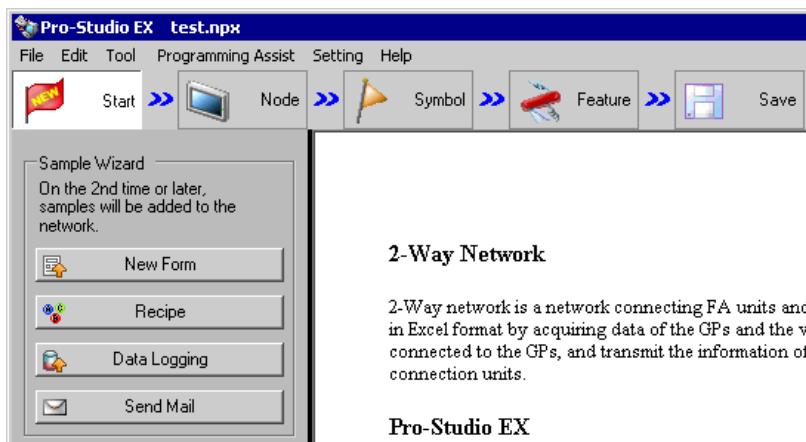 Pro-Studio EX test.npx
File Edit Tool Programming Assist Setting Help
NEW Start Node Symbol Feature Save
Sample Wizard
On the 2nd time or later,
samples will be added to the
network.
New Form
Recipe
Data Logging
Send Mail
2-Way Network
2-Way network is a network connecting FA units and
in Excel format by acquiring data of the GPs and the
connected to the GPs, and transmit the information of
connection units.
Pro-Studio EX